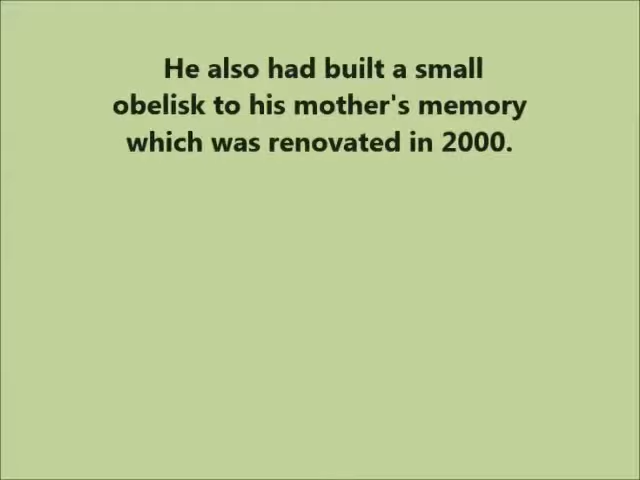 He also had built a small
obelisk to his mother's memory
which was renovated in 2000.